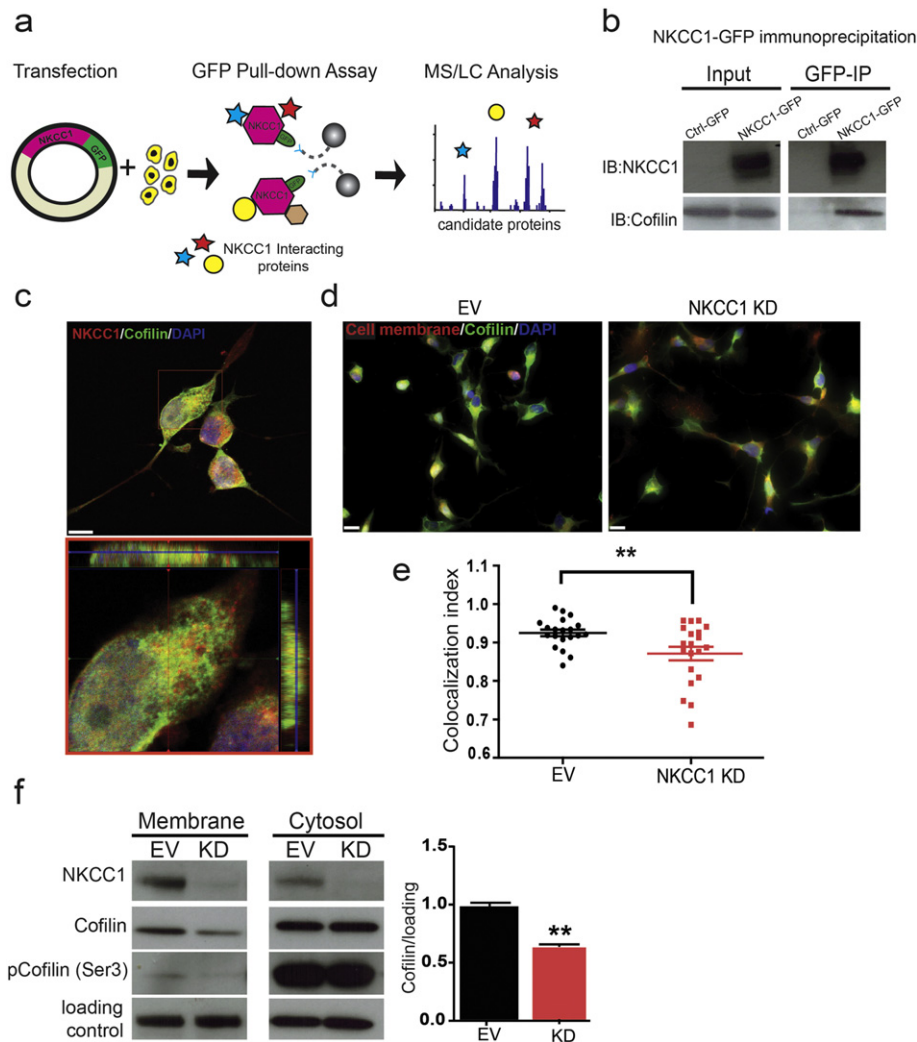 a
Transfection
GFP Pull-down Assay
MS/LC Analysis
NKCC1
GFP
+
NKCC1
NKCC1
NKCC1 Interacting
proteins
candidate proteins
b
NKCC1-GFP immunoprecipitation
Input
GFP-IP
Ctrl-GFP
NKCC1-GFP
Ctrl-GFP
NKCC1-GFP
IB:NKCC1
IB:Cofilin
c
NKCC1/Cofilin/DAPI
d
EV
NKCC1 KD
Cell membrane/Cofilin/DAPI
e
**
Colocalization index
1.1
1.0
0.9
0.8
0.7
0.6
EV
NKCC1 KD
f
Membrane
Cytosol
EV KD
EV KD
NKCC1
Cofilin
pCofilin (Ser3)
loading
control
Cofilin/loading
1.5
1.0
0.5
0.0
**
EV
KD